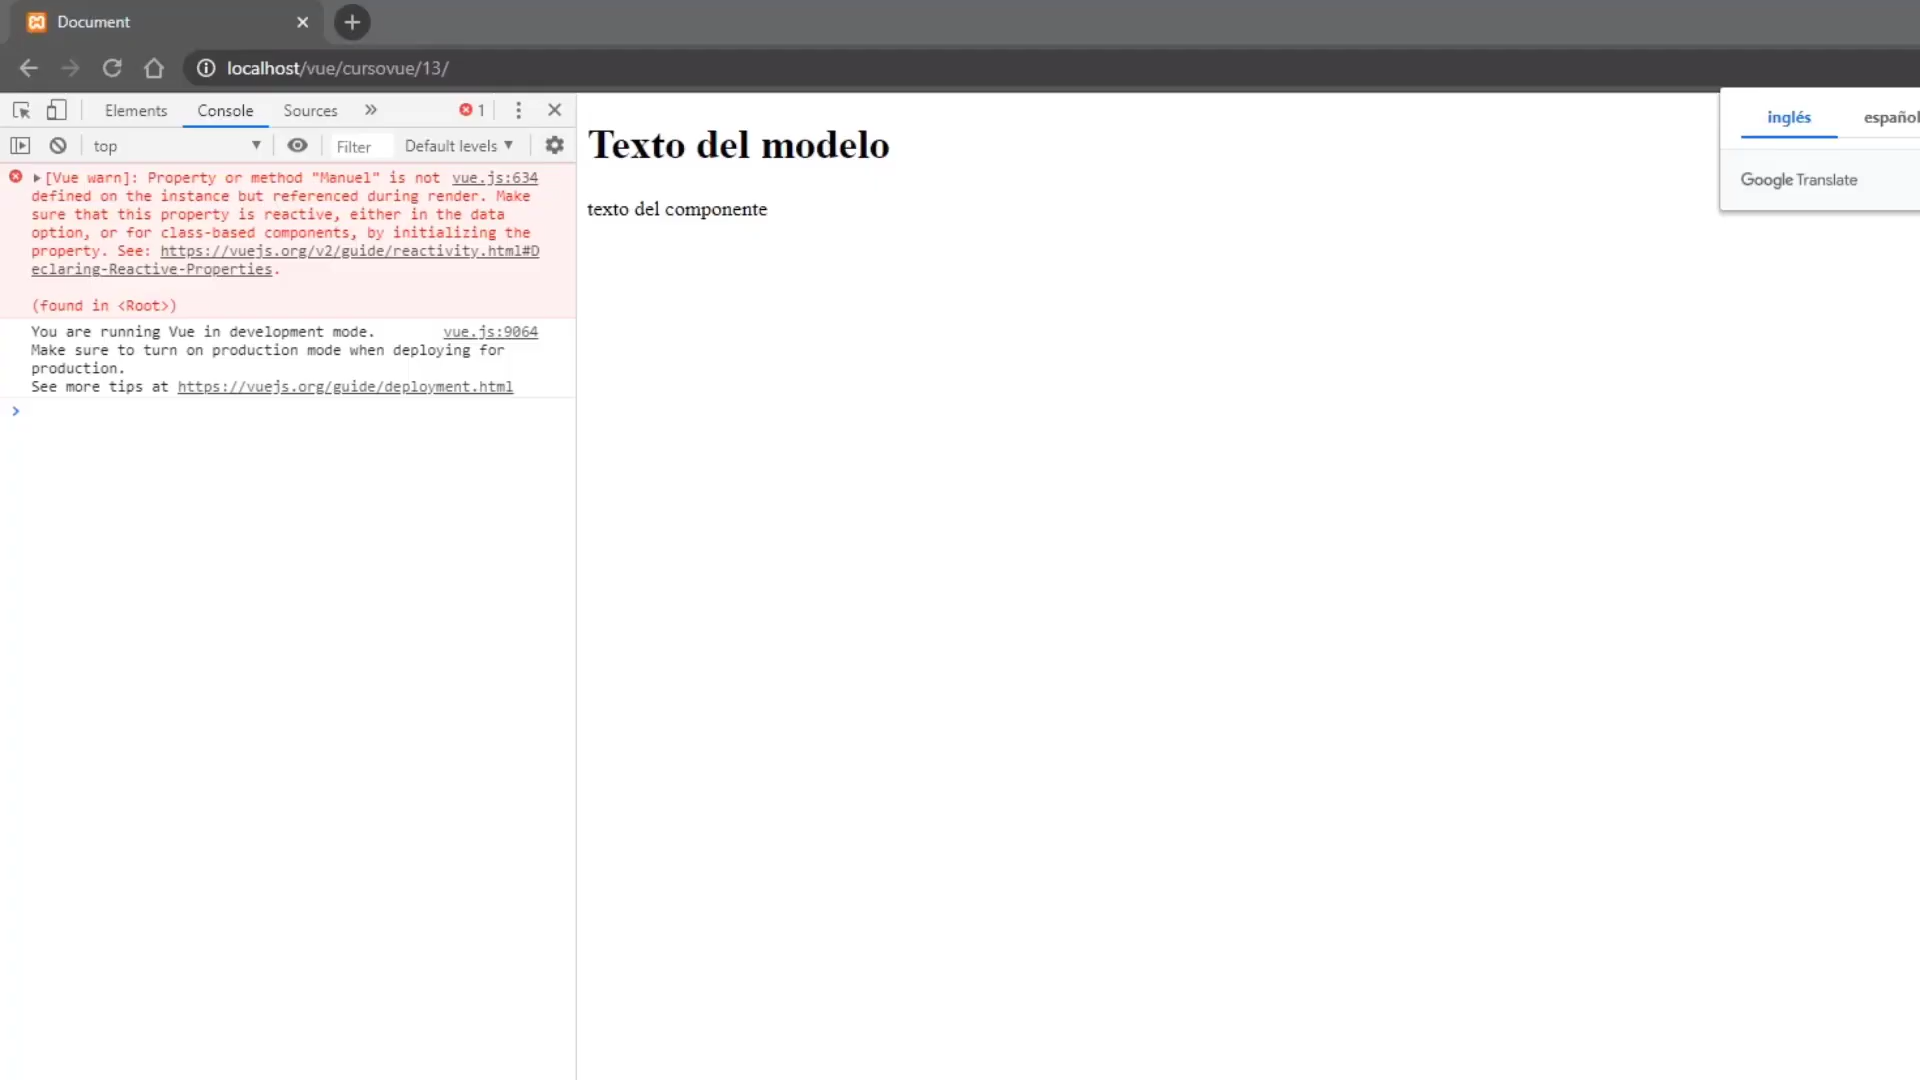 Document
localhost/vue/cursovue/13/
Elements Console Sources 1
top Filter Default levels
[Vue warn]: Property or method "Manuel" is not vue.js:634
defined on the instance but referenced during render. Make
sure that this property is reactive, either in the data
option, or for class-based components, by initializing the
property. See: https://vuejs.org/v2/guide/reactivity.html#D
eclaring-Reactive-Properties.
(found in <Root>)
You are running Vue in development mode. vue.js:9064
Make sure to turn on production mode when deploying for
production.
See more tips at https://vuejs.org/guide/deployment.html
Texto del modelo
texto del componente
inglés español
Google Translate